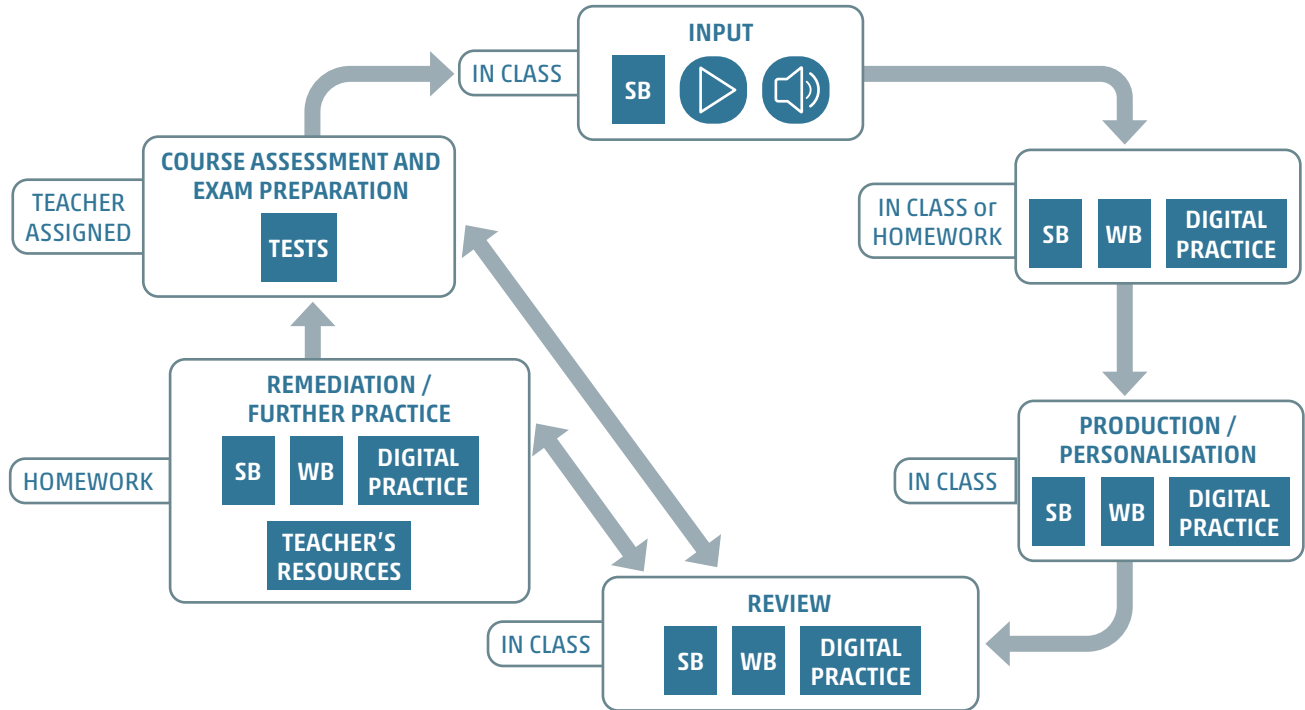 INPUT
IN CLASS
SB
COURSE ASSESSMENT AND
EXAM PREPARATION
TEACHER
ASSIGNED
TESTS
IN CLASS or
HOMEWORK
SB WB DIGITAL
PRACTICE
REMEDIATION /
FURTHER PRACTICE
HOMEWORK
SB WB DIGITAL
PRACTICE
TEACHER'S
RESOURCES
PRODUCTION /
PERSONALISATION
IN CLASS
SB WB DIGITAL
PRACTICE
REVIEW
IN CLASS
SB WB DIGITAL
PRACTICE